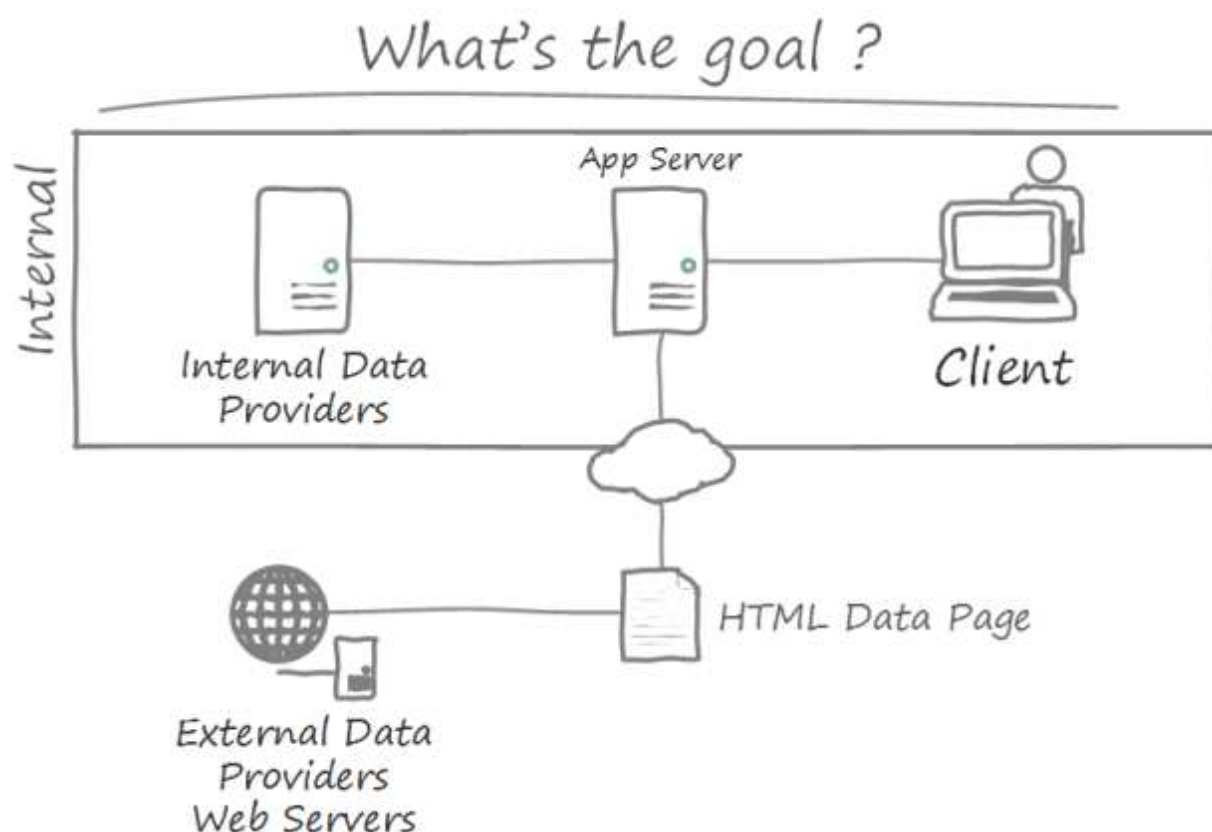 What's the goal ?
Internal
App Server
Internal Data
Providers
Client
HTML Data Page
External Data
Providers
Web Servers